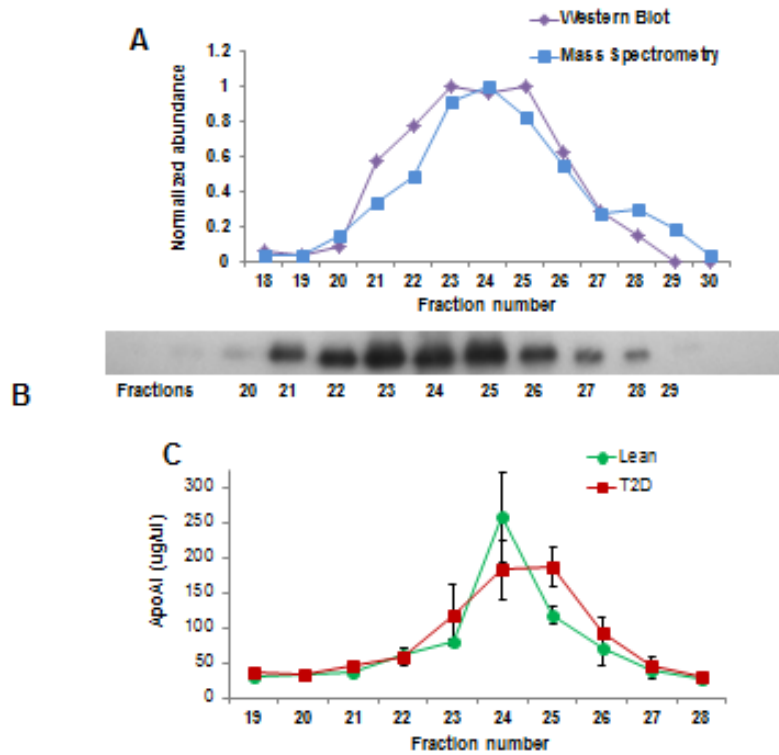 Western Blot
A
Mass Spectrometry
1.2
1
0.8
0.6
0.4
0.2
0
Normalized abundance
18 19 20 21 22 23 24 25 26 27 28 29 30
Fraction number
Fractions 20 21 22 23 24 25 26 27 28 29
B
C
Lean
T2D
300
250
200
150
100
50
0
ApoAI (ug/ul)
19 20 21 22 23 24 25 26 27 28
Fraction number